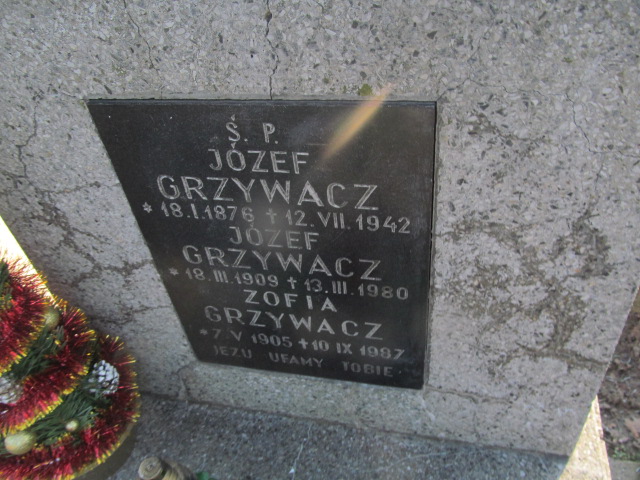 Ś. P.
JÓZEF
GRZYWACZ
* 18.I.1876 ✝ 12.VII.1942
JÓZEF
GRZYWACZ
* 18.III.1909 ✝ 13.III.1980
ZOFIA
GRZYWACZ
* 7.V.1905 ✝ 10 IX 1987
JEZU UFAMY TOBIE